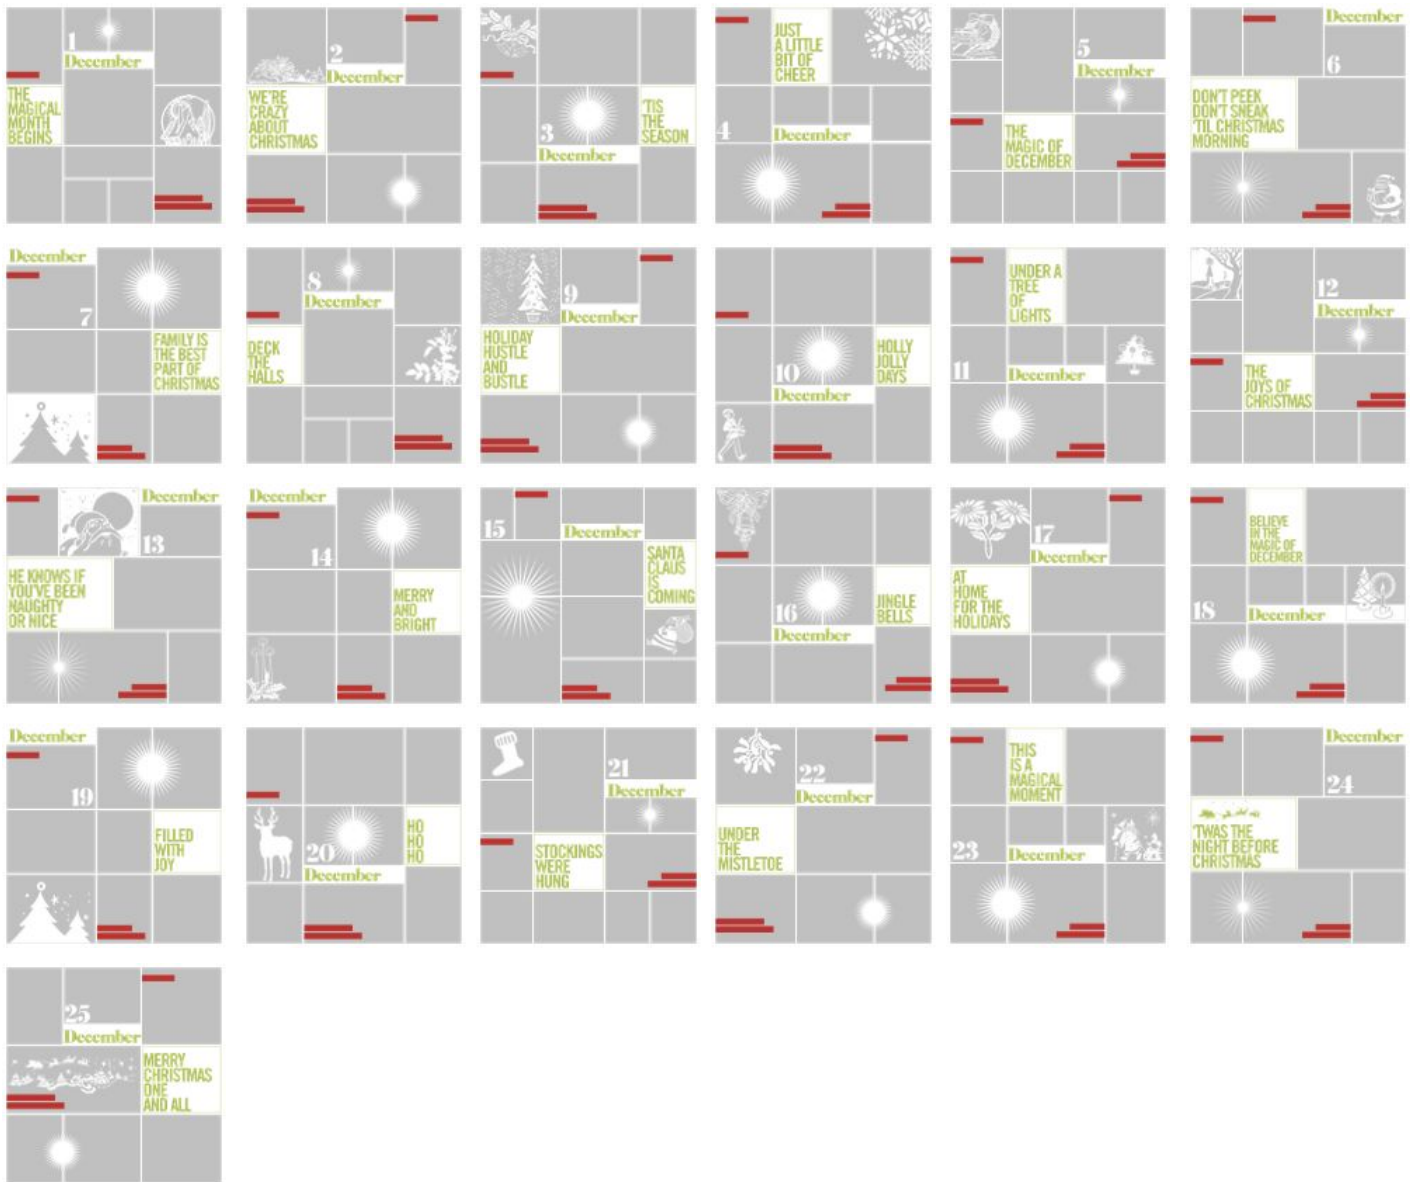 1
December
THE
MAGICAL
MONTH
BEGINS
2
December
WE'RE
CRAZY
ABOUT
CHRISTMAS
3
December
'TIS
THE
SEASON
JUST
A LITTLE
BIT OF
CHEER
4
December
5
December
THE
MAGIC OF
DECEMBER
December
6
DON'T PEEK
DON'T SNEAK
'TIL CHRISTMAS
MORNING
December
7
FAMILY IS
THE BEST
PART OF
CHRISTMAS
8
December
DECK
THE
HALLS
9
December
HOLIDAY
HUSTLE
AND
BUSTLE
10
December
HOLLY
JOLLY
DAYS
UNDER A
TREE
OF
LIGHTS
11
December
12
December
THE
JOYS OF
CHRISTMAS
December
13
HE KNOWS IF
YOU'VE BEEN
NAUGHTY
OR NICE
December
14
MERRY
AND
BRIGHT
15
December
SANTA
CLAUS
IS
COMING
16
December
JINGLE
BELLS
17
December
AT
HOME
FOR THE
HOLIDAYS
BELIEVE
IN THE
MAGIC OF
DECEMBER
18
December
December
19
FILLED
WITH
JOY
20
December
HO
HO
HO
21
December
STOCKINGS
WERE
HUNG
22
December
UNDER
THE
MISTLETOE
THIS
IS A
MAGICAL
MOMENT
23
December
December
24
'TWAS THE
NIGHT BEFORE
CHRISTMAS
25
December
MERRY
CHRISTMAS
ONE
AND ALL